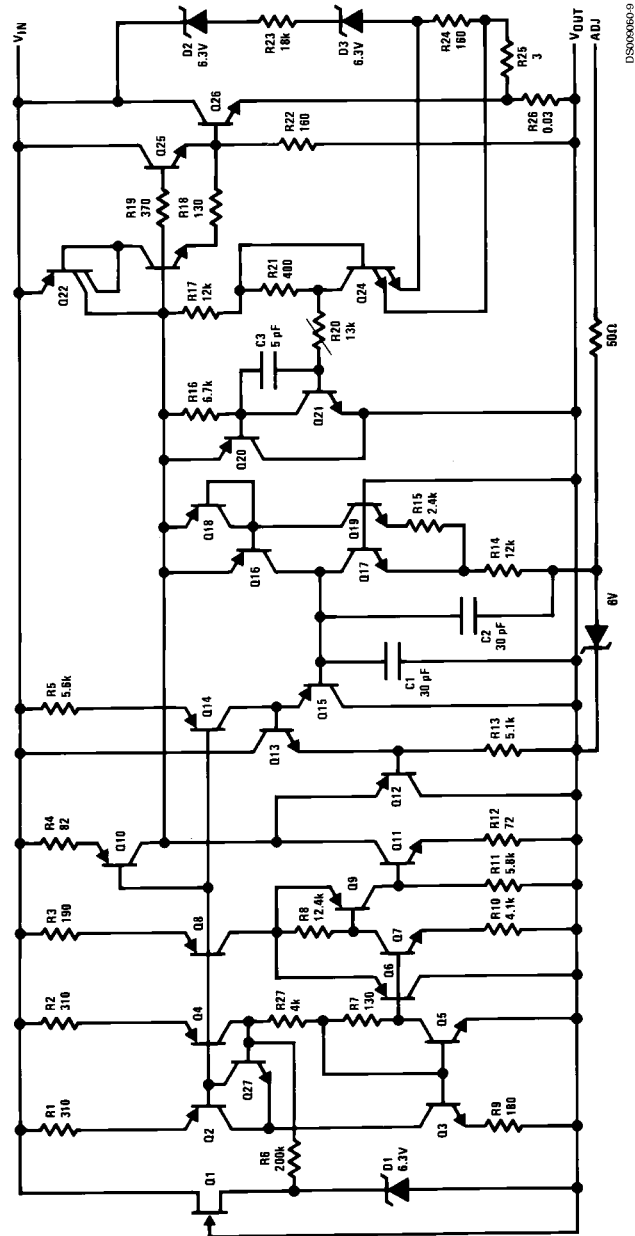 VIN
R1
310
R2
310
R3
190
R4
82
R5
5.6k
Q22
R19
370
Q25
D2
6.3V
R23
18k
D3
6.3V
Q1
Q2
Q4
Q8
Q10
Q14
R18
130
Q26
R24
160
Q27
R27
4k
R8
12.4k
Q9
Q13
Q18
R16
6.7k
R17
12k
R22
160
R6
200k
R7
130
Q6
Q7
Q11
Q12
Q15
Q16
Q20
C3
5 pF
R21
400
R25
3
D1
6.3V
Q3
Q5
C1
30 pF
C2
30 pF
Q17
Q19
Q21
R20
13k
Q24
R26
0.03
R9
180
R10
4.1k
R11
5.8k
R12
72
R13
5.1k
R14
12k
R15
2.4k
VOUT
6V
50Ω
ADJ
DS009060-9